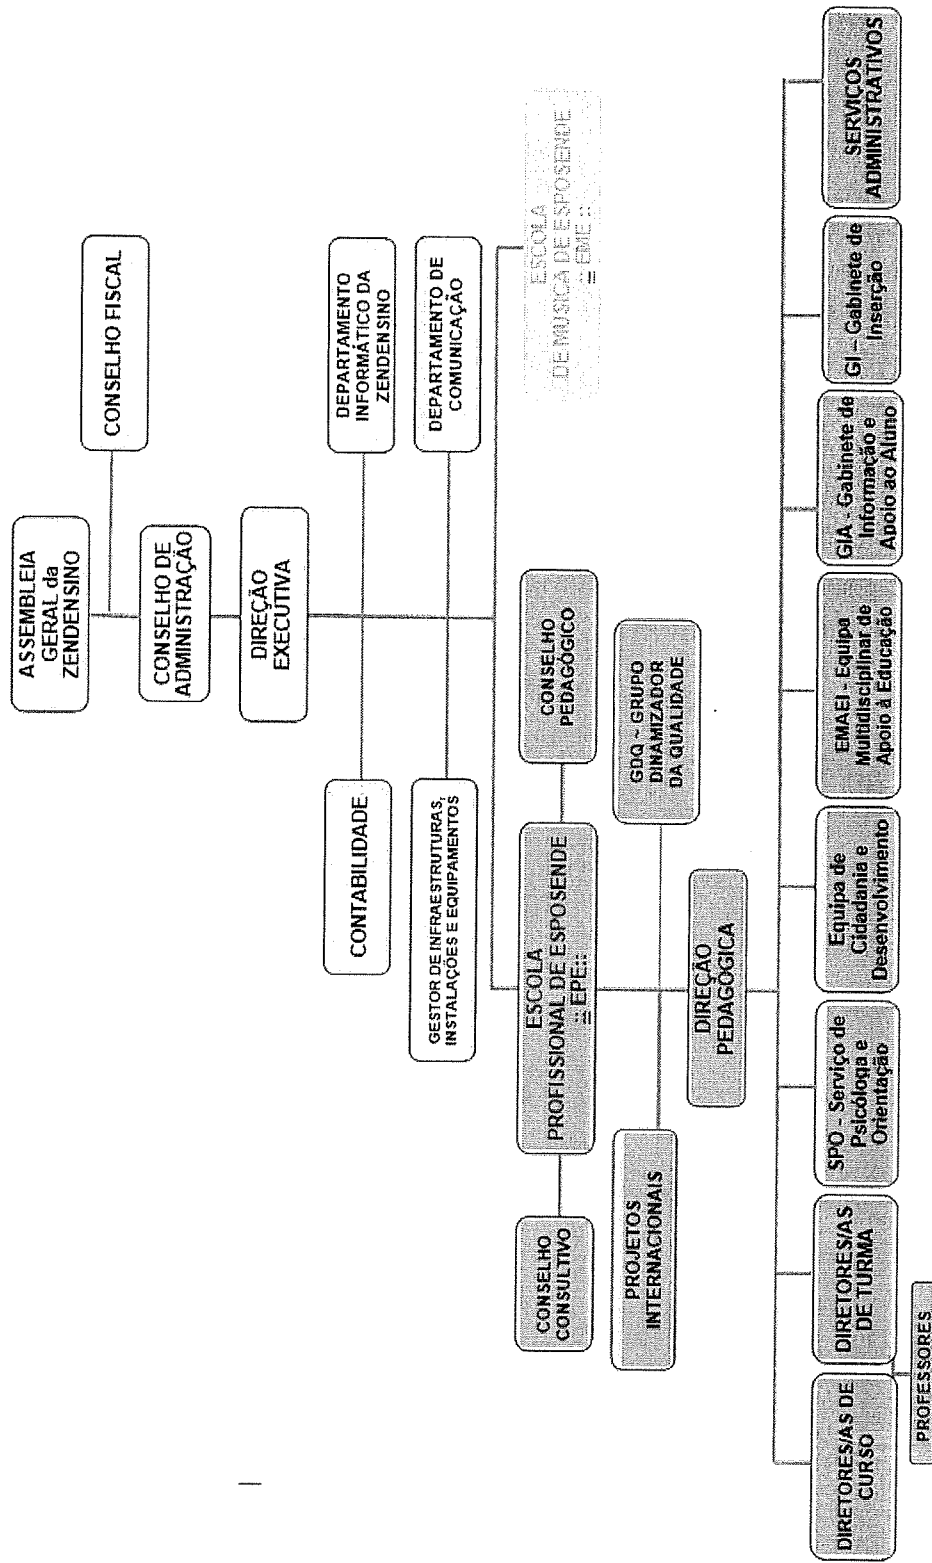 ASSEMBLEIA
GERAL da
ZENDENSINO
CONSELHO FISCAL
CONSELHO DE
ADMINISTRAÇÃO
DIREÇÃO
EXECUTIVA
CONTABILIDADE
DEPARTAMENTO
INFORMÁTICO DA
ZENDENSINO
GESTOR DE INFRAESTRUTURAS,
INSTALAÇÕES E EQUIPAMENTOS
DEPARTAMENTO DE
COMUNICAÇÃO
CONSELHO
CONSULTIVO
ESCOLA
PROFISSIONAL DE ESPOSENDE
:: EPE::
CONSELHO
PEDAGÓGICO
ESCOLA
DE MUSICA DE ESPOSENDE
:: EME ::
PROJETOS
INTERNACIONAIS
GDQ ~ GRUPO
DINAMIZADOR
DA QUALIDADE
DIREÇÃO
PEDAGÓGICA
DIRETORES/AS DE
CURSO
DIRETORES/AS
DE TURMA
SPO - Serviço de
Psicóloga e
Orientação
Equipa de
Cidadania e
Desenvolvimento
EMAEI - Equipa
Multidisciplinar de
Apoio à Educação
GIA - Gabinete de
Informação e
Apoio ao Aluno
GI – Gabinete de
Inserção
SERVIÇOS
ADMINISTRATIVOS
PROFESSORES